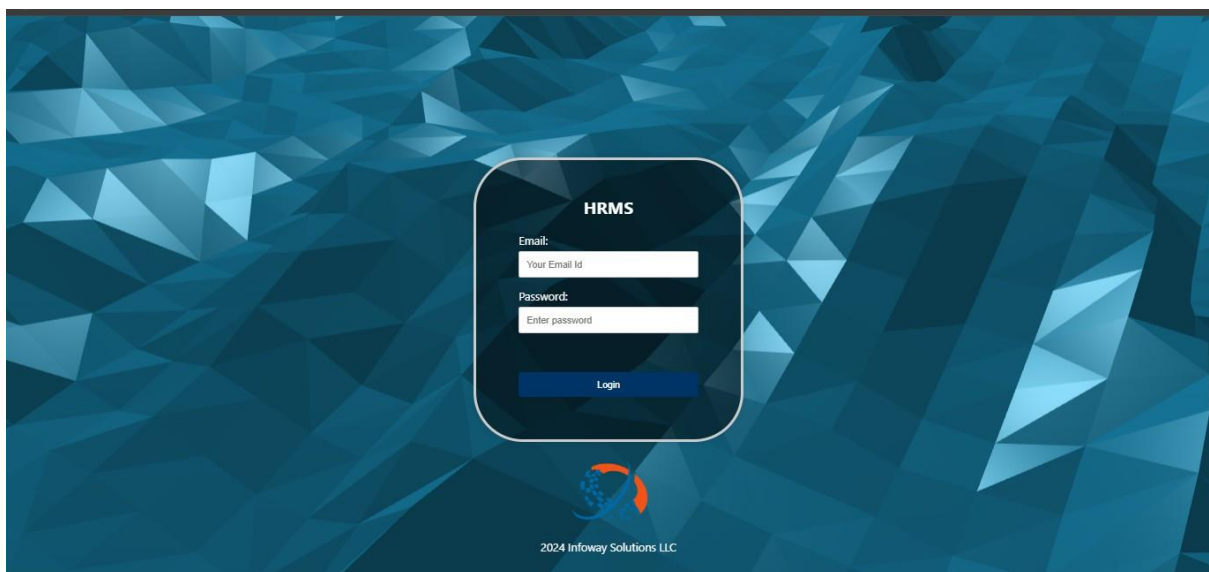 HRMS
Email:
Your Email Id
Password:
Enter password
Login
2024 Infoway Solutions LLC